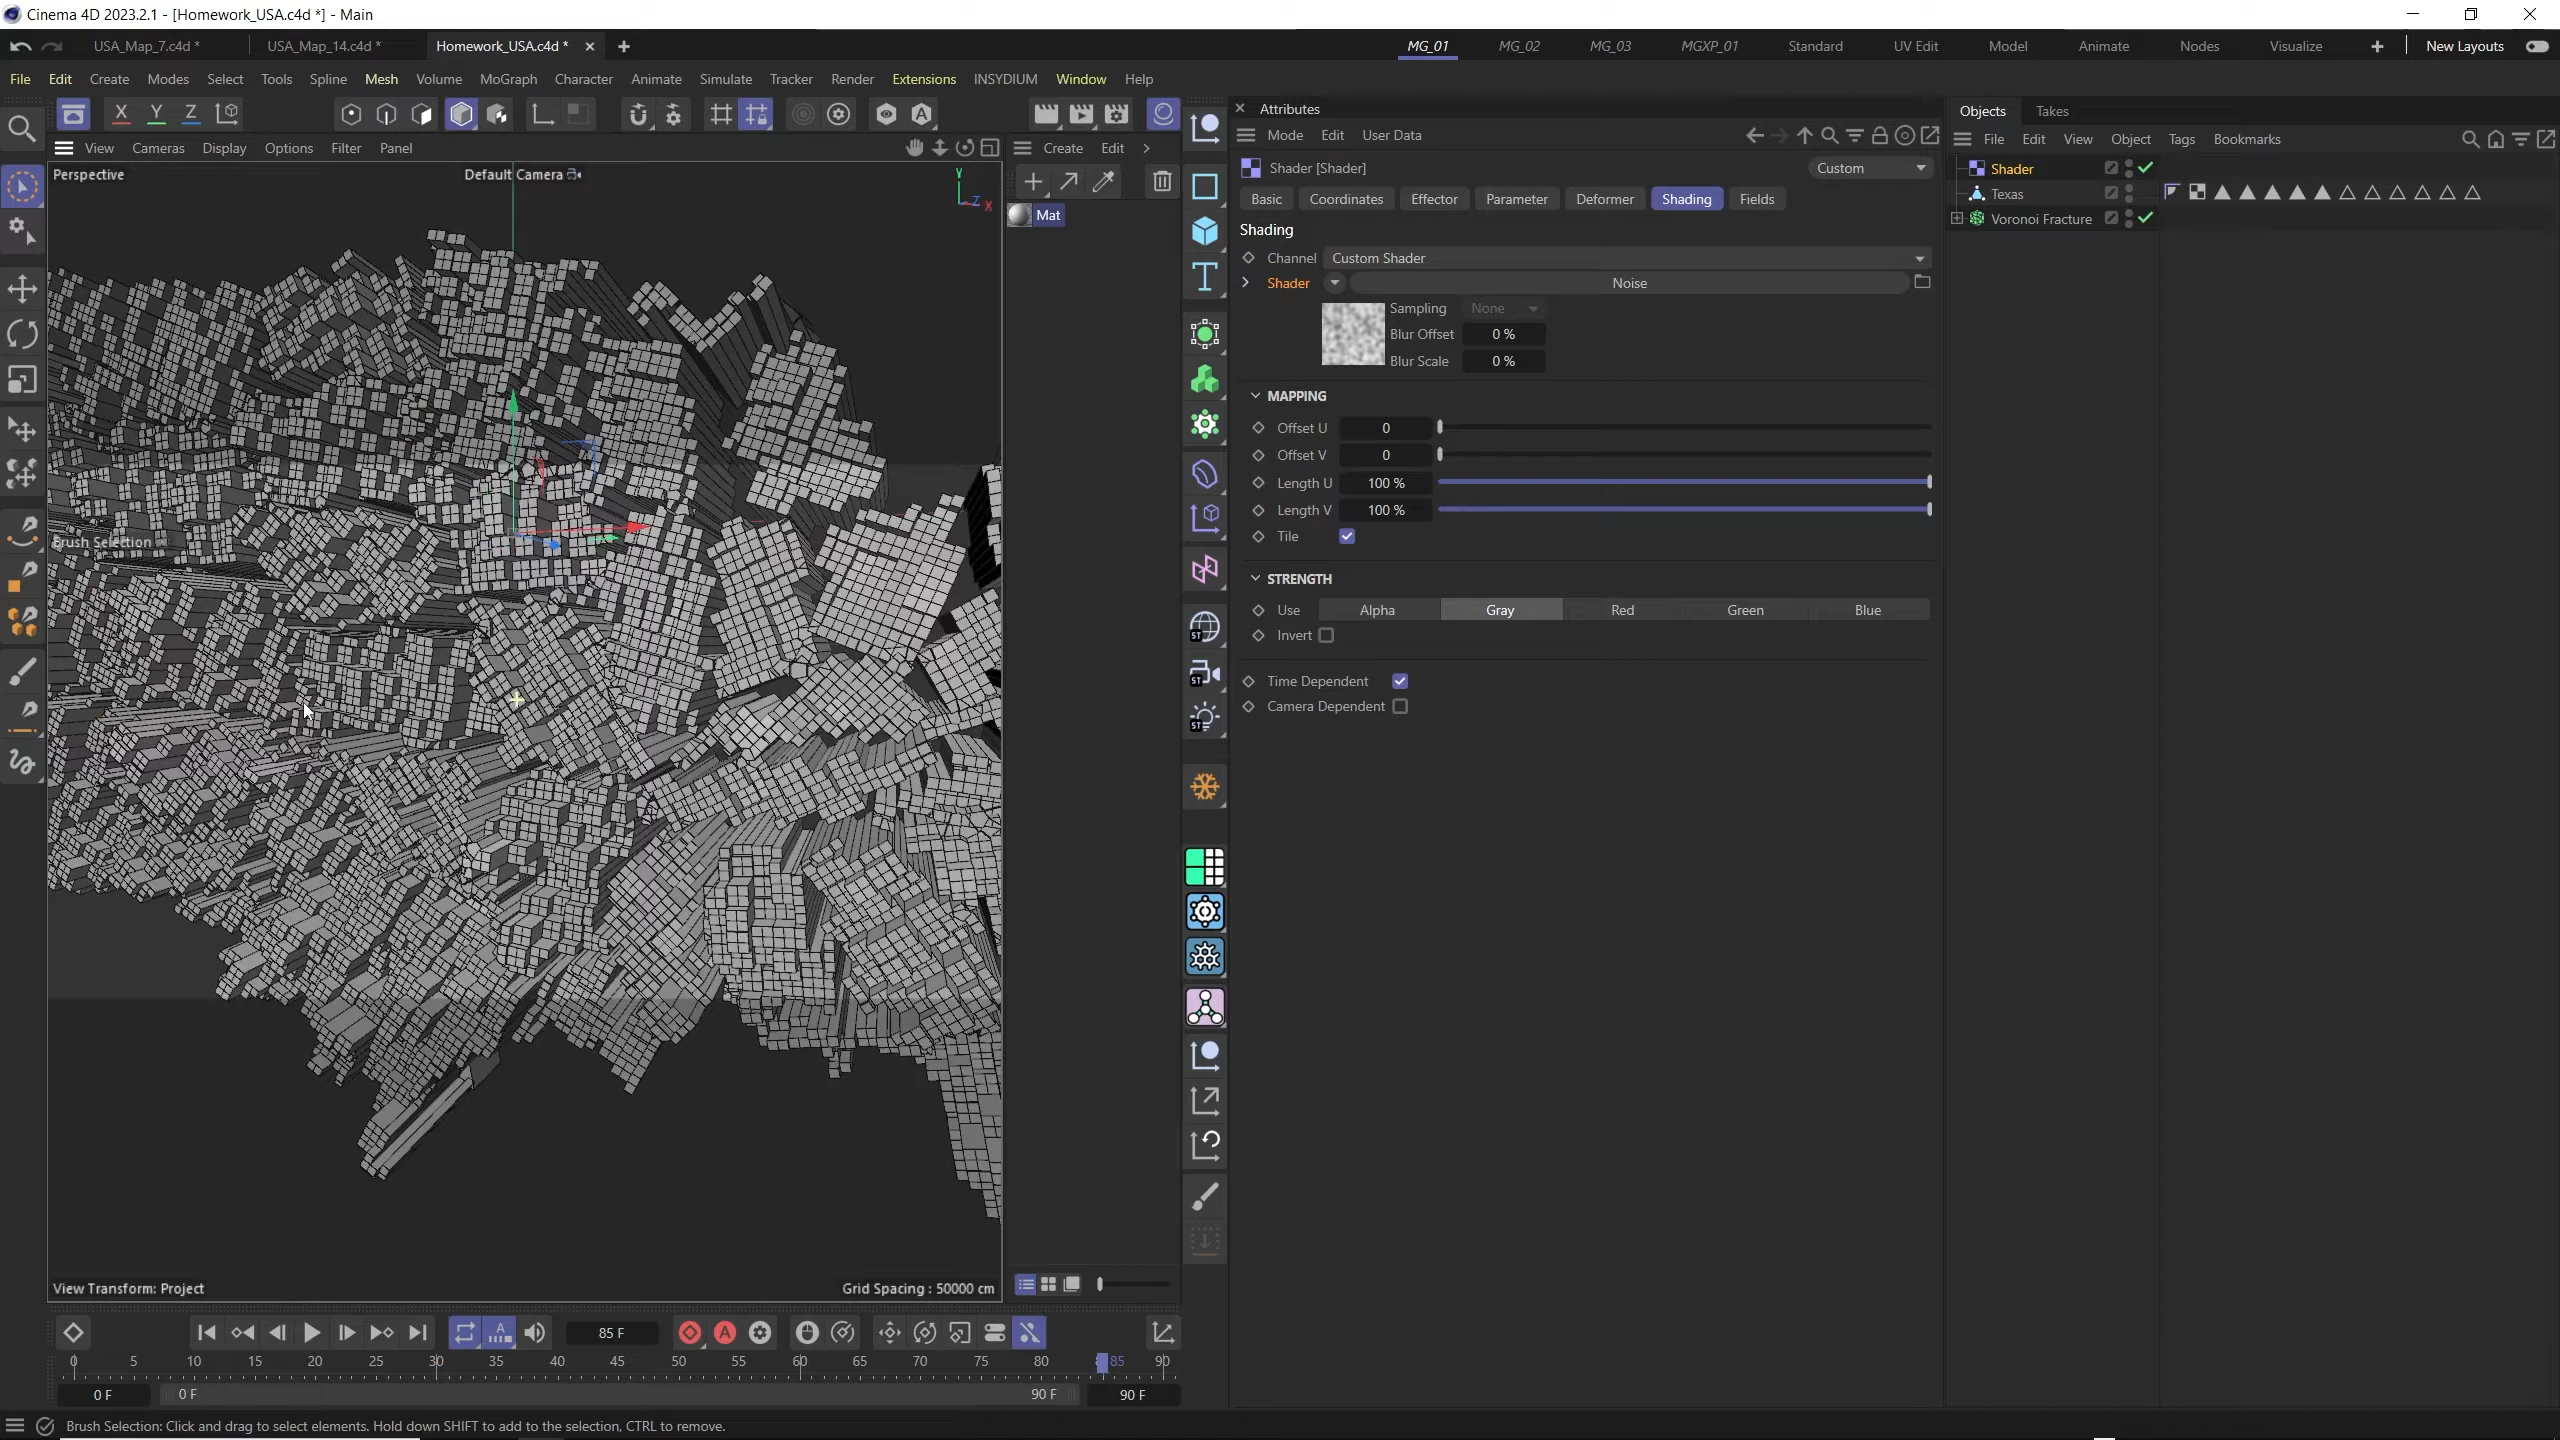 Cinema 4D 2023.2.1 - [Homework_USA.c4d *] - Main
USA_Map_7.c4d * USA_Map_14.c4d * Homework_USA.c4d * MG_01 MG_02 MG_03 MGXP_01 Standard UV Edit Model Animate Nodes Visualize New Layouts
File Edit Create Modes Select Tools Spline Mesh Volume MoGraph Character Animate Simulate Tracker Render Extensions INSYDIUM Window Help
X Y Z A
View Cameras Display Options Filter Panel
Create Edit
Perspective
Default Camera
Y
Z
X
Mat
Brush Selection
View Transform: Project
Grid Spacing : 50000 cm
T
ST
ST
ST
Attributes
Mode Edit User Data
Shader [Shader]
Custom
Basic Coordinates Effector Parameter Deformer Shading Fields
Shading
Channel Custom Shader
Shader Noise
Sampling None
Blur Offset 0 %
Blur Scale 0 %
MAPPING
Offset U 0
Offset V 0
Length U 100 %
Length V 100 %
Tile
STRENGTH
Use Alpha Gray Red Green Blue
Invert
Time Dependent
Camera Dependent
Objects Takes
File Edit View Object Tags Bookmarks
Shader
Texas
Voronoi Fracture
85 F
0 5 10 15 20 25 30 35 40 45 50 55 60 65 70 75 80 85 90
0 F 0 F 90 F 90 F
Brush Selection: Click and drag to select elements. Hold down SHIFT to add to the selection, CTRL to remove.